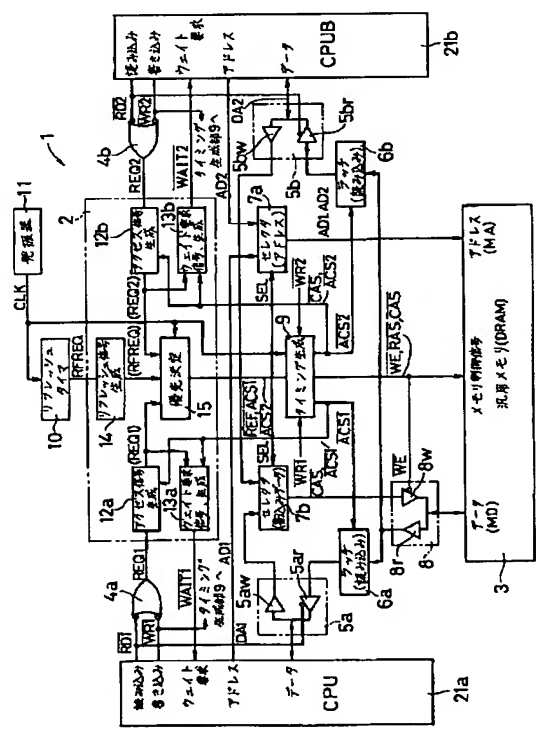 1
11
発振器
CLK
リフレッシュ
タイマ
10
RFREQ
2
リフレッシュ信号
生成
14
(RFREQ)
優先決定
15
(REQ1)
(REQ2)
4a
REQ1
RD1
WR1
12a
アクセス信号
生成
13a
ウエイト要求
信号生成
WAIT1
タイミング
生成部9へ
AD1
DA1
4b
REQ2
RD2
WR2
12b
アクセス信号
生成
13b
ウエイト要求
信号生成
WAIT2
タイミング
生成部9へ
AD2
DA2
読み込み
書き込み
ウエイト
要求
アドレス
データ
CPU
21a
読み込み
書き込み
ウエイト
要求
アドレス
データ
CPUB
21b
5aw
5ar
5a
5bw
5br
5b
SEL
REF,ACS1
ACS2
SEL
セレクタ
(書込みデータ)
7b
7a
セレクタ
(アドレス)
WR1
WR2
9
タイミング生成
CAS,
ACS1
CAS,
ACS2
ACS1
ACS2
AD1,AD2
ラッチ
(読み込み)
6a
ラッチ
(読み込み)
6b
WE
WE,RAS,CAS
8r
8w
8
データ
(MD)
メモリ制御信号
アドレス
(MA)
汎用メモリ(DRAM)
3